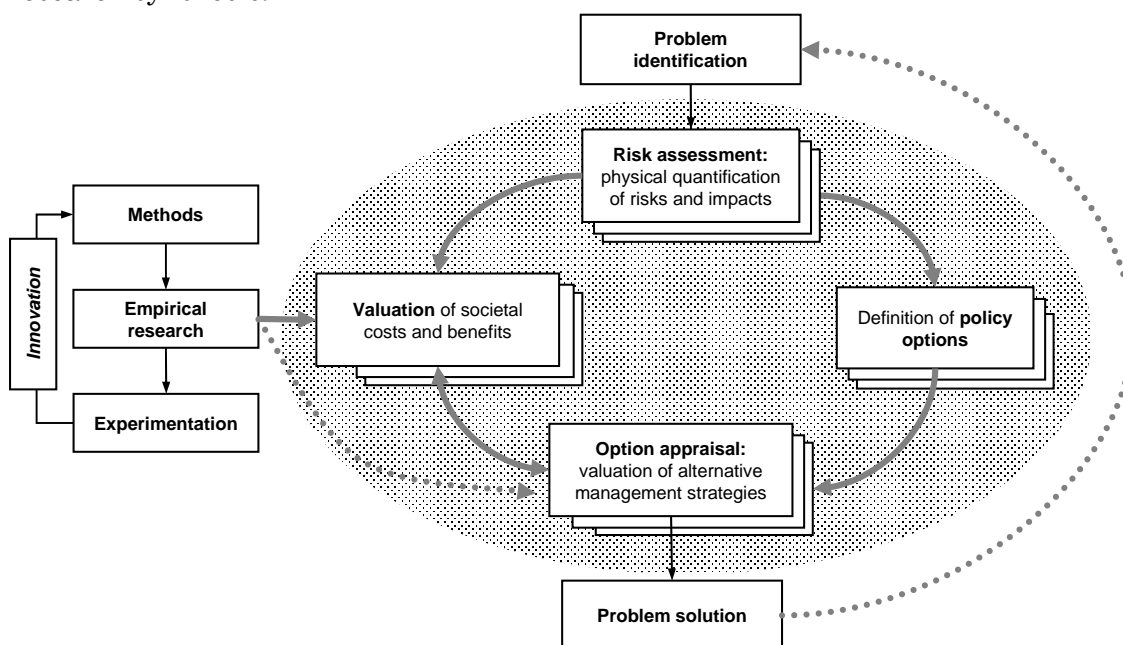 Problem
identification
Risk assessment:
physical quantification
of risks and impacts
Methods
Innovation
Empirical
research
Valuation of societal
costs and benefits
Definition of policy
options
Experimentation
Option appraisal:
valuation of alternative
management strategies
Problem solution